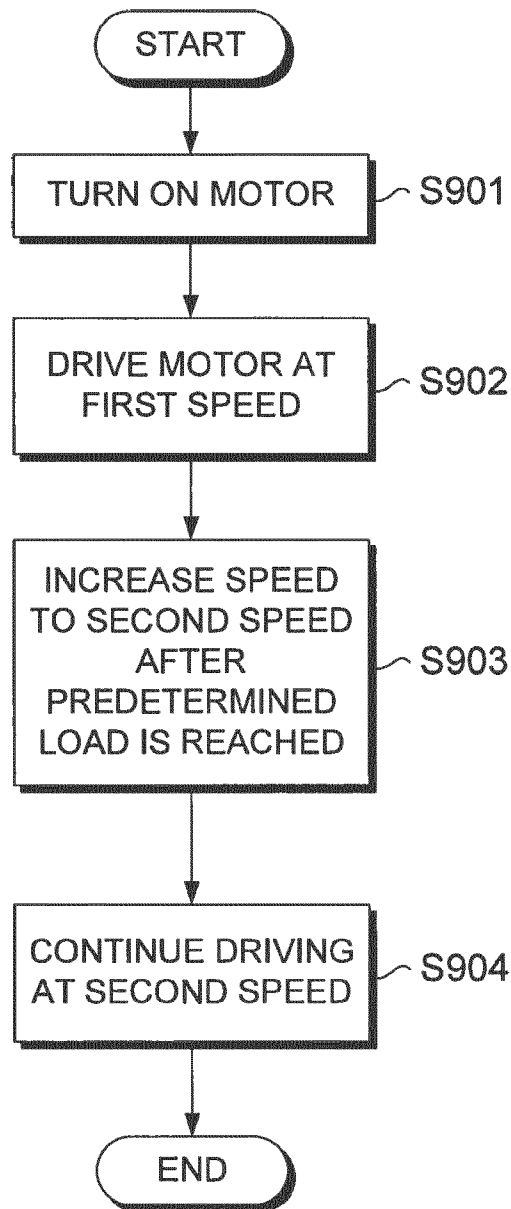 START
TURN ON MOTOR
S901
DRIVE MOTOR AT
FIRST SPEED
S902
INCREASE SPEED
TO SECOND SPEED
AFTER
PREDETERMINED
LOAD IS REACHED
S903
CONTINUE DRIVING
AT SECOND SPEED
S904
END